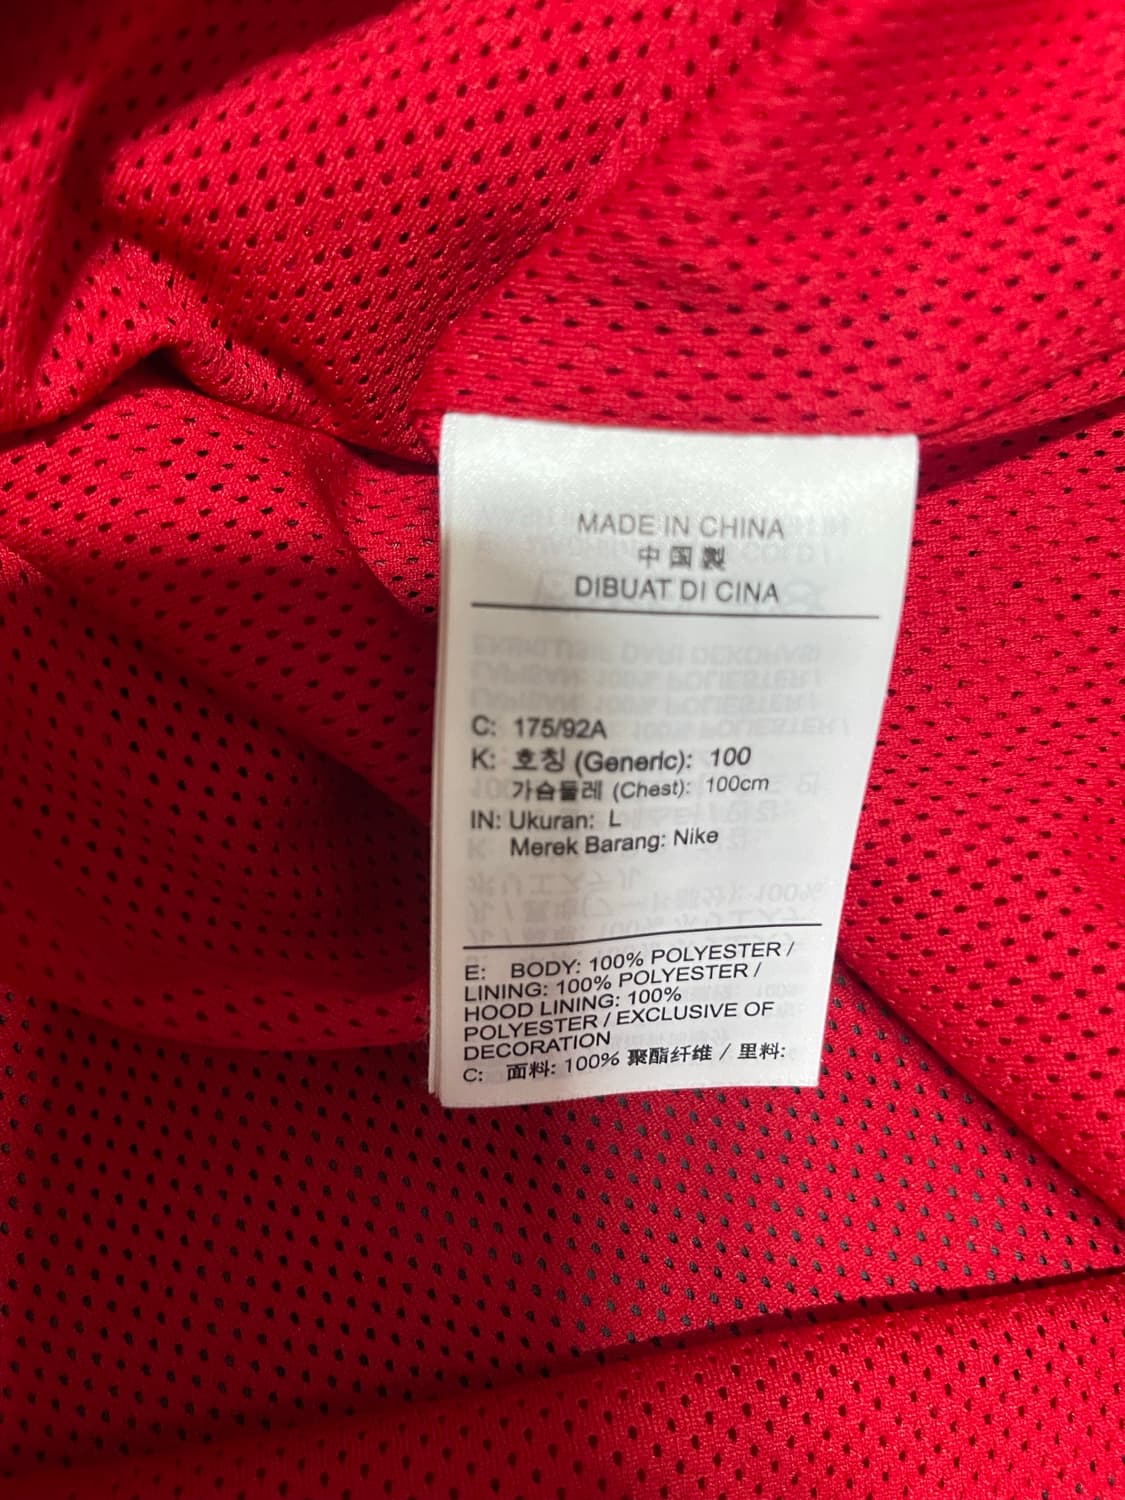 MADE IN CHINA
中国製
DIBUAT DI CINA
C: 175/92A
K: 호칭 (Generic): 100
가슴둘레 (Chest): 100cm
IN: Ukuran: L
Merek Barang: Nike
E: BODY: 100% POLYESTER /
LINING: 100% POLYESTER /
HOOD LINING: 100%
POLYESTER / EXCLUSIVE OF
DECORATION
C: 面料: 100% 聚酯纤维 / 里料: